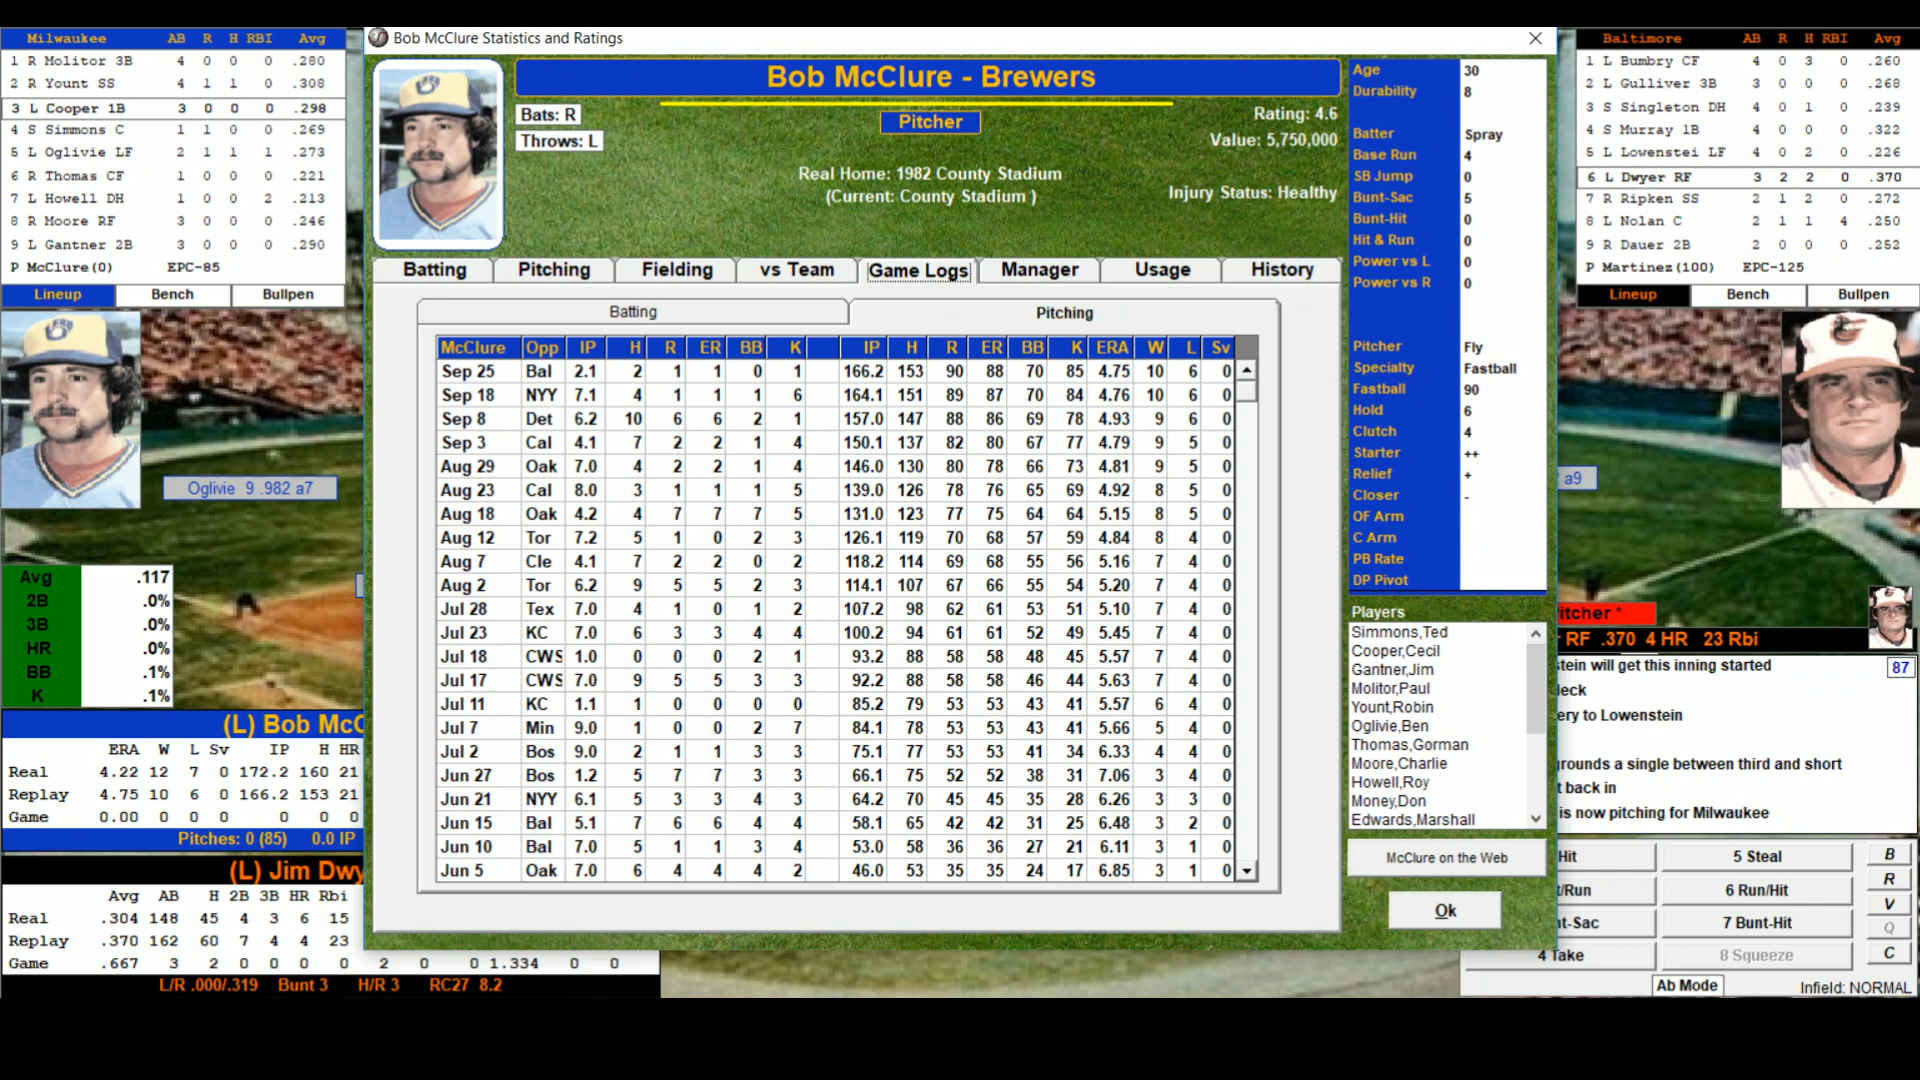 Milwaukee AB R H RBI Avg
1 R Molitor 3B 4 0 0 0 .280
2 R Yount SS 4 1 1 0 .308
3 L Cooper 1B 3 0 0 0 .298
4 S Simmons C 1 1 0 0 .269
5 L Oglivie LF 2 1 1 1 .273
6 R Thomas CF 1 0 0 0 .221
7 L Howell DH 1 0 0 2 .213
8 R Moore RF 3 0 0 0 .246
9 L Gantner 2B 3 0 0 0 .290
P McClure(0) EPC-85
Lineup Bench Bullpen
Oglivie 9 .982 a7
Avg .117
2B .0%
3B .0%
HR .0%
BB .1%
K .1%
(L) Bob McC
ERA W L Sv IP H HR
Real 4.22 12 7 0 172.2 160 21
Replay 4.75 10 6 0 166.2 153 21
Game 0.00 0 0 0 0 0 0
Pitches: 0 (85) 0.0 IP
(L) Jim Dwy
Avg AB H 2B 3B HR Rbi
Real .304 148 45 4 3 6 15
Replay .370 162 60 7 4 4 23
Game .667 3 2 0 0 0 0 2 0 0 1.334 0 0
L/R .000/.319 Bunt 3 H/R 3 RC27 8.2
Bob McClure Statistics and Ratings
Bob McClure - Brewers
Bats: R
Throws: L
Pitcher
Rating: 4.6
Value: 5,750,000
Real Home: 1982 County Stadium
(Current: County Stadium )
Injury Status: Healthy
Batting Pitching Fielding vs Team Game Logs Manager Usage History
Batting Pitching
McClure Opp IP H R ER BB K IP H R ER BB K ERA W L Sv
Sep 25 Bal 2.1 2 1 1 0 1 166.2 153 90 88 70 85 4.75 10 6 0
Sep 18 NYY 7.1 4 1 1 1 6 164.1 151 89 87 70 84 4.76 10 6 0
Sep 8 Det 6.2 10 6 6 2 1 157.0 147 88 86 69 78 4.93 9 6 0
Sep 3 Cal 4.1 7 2 2 1 4 150.1 137 82 80 67 77 4.79 9 5 0
Aug 29 Oak 7.0 4 2 2 1 4 146.0 130 80 78 66 73 4.81 9 5 0
Aug 23 Cal 8.0 3 1 1 1 5 139.0 126 78 76 65 69 4.92 8 5 0
Aug 18 Oak 4.2 4 7 7 7 5 131.0 123 77 75 64 64 5.15 8 5 0
Aug 12 Tor 7.2 5 1 0 2 3 126.1 119 70 68 57 59 4.84 8 4 0
Aug 7 Cle 4.1 7 2 2 0 2 118.2 114 69 68 55 56 5.16 7 4 0
Aug 2 Tor 6.2 9 5 5 2 3 114.1 107 67 66 55 54 5.20 7 4 0
Jul 28 Tex 7.0 4 1 0 1 2 107.2 98 62 61 53 51 5.10 7 4 0
Jul 23 KC 7.0 6 3 3 4 4 100.2 94 61 61 52 49 5.45 7 4 0
Jul 18 CWS 1.0 0 0 0 2 1 93.2 88 58 58 48 45 5.57 7 4 0
Jul 17 CWS 7.0 9 5 5 3 3 92.2 88 58 58 46 44 5.63 7 4 0
Jul 11 KC 1.1 1 0 0 0 0 85.2 79 53 53 43 41 5.57 6 4 0
Jul 7 Min 9.0 1 0 0 2 7 84.1 78 53 53 43 41 5.66 5 4 0
Jul 2 Bos 9.0 2 1 1 3 3 75.1 77 53 53 41 34 6.33 4 4 0
Jun 27 Bos 1.2 5 7 7 3 3 66.1 75 52 52 38 31 7.06 3 4 0
Jun 21 NYY 6.1 5 3 3 4 3 64.2 70 45 45 35 28 6.26 3 3 0
Jun 15 Bal 5.1 7 6 6 4 4 58.1 65 42 42 31 25 6.48 3 2 0
Jun 10 Bal 7.0 5 1 1 3 4 53.0 58 36 36 27 21 6.11 3 1 0
Jun 5 Oak 7.0 6 4 4 4 2 46.0 53 35 35 24 17 6.85 3 1 0
Age 30
Durability 8
Batter Spray
Base Run 4
SB Jump 0
Bunt-Sac 5
Bunt-Hit 0
Hit & Run 0
Power vs L 0
Power vs R 0
Pitcher Fly
Specialty Fastball
Fastball 90
Hold 6
Clutch 4
Starter ++
Relief +
Closer -
OF Arm
C Arm
PB Rate
DP Pivot
Players
Simmons,Ted
Cooper,Cecil
Gantner,Jim
Molitor,Paul
Yount,Robin
Oglivie,Ben
Thomas,Gorman
Moore,Charlie
Howell,Roy
Money,Don
Edwards,Marshall
McClure on the Web
Ok
Baltimore AB R H RBI Avg
1 L Bumbry CF 4 0 3 0 .260
2 L Gulliver 3B 3 0 0 0 .268
3 S Singleton DH 4 0 1 0 .239
4 S Murray 1B 4 0 0 0 .322
5 L Lowenstei LF 4 0 2 0 .226
6 L Dwyer RF 3 2 2 0 .370
7 R Ripken SS 2 1 2 0 .272
8 L Nolan C 2 1 1 4 .250
9 R Dauer 2B 2 0 0 0 .252
P Martinez(100) EPC-125
Lineup Bench Bullpen
a9
itcher *
r RF .370 4 HR 23 Rbi
stein will get this inning started 87
leck
ery to Lowenstein
grounds a single between third and short
t back in
is now pitching for Milwaukee
Hit 5 Steal B
t/Run 6 Run/Hit R
nt-Sac 7 Bunt-Hit V
Q
4 Take 8 Squeeze C
Ab Mode Infield: NORMAL